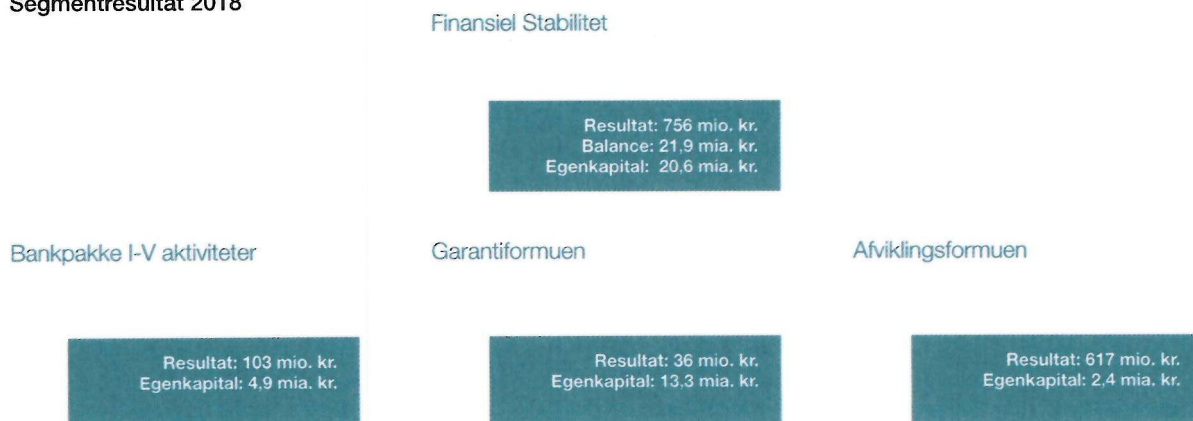 Segmentresultat 2018
Finansiel Stabilitet
Resultat: 756 mio. kr.
Balance: 21,9 mia. kr.
Egenkapital: 20,6 mia. kr.
Bankpakke I-V aktiviteter
Garantiformuen
Afviklingsformuen
Resultat: 103 mio. kr.
Egenkapital: 4,9 mia. kr.
Resultat: 36 mio. kr.
Egenkapital: 13,3 mia. kr.
Resultat: 617 mio. kr.
Egenkapital: 2,4 mia. kr.